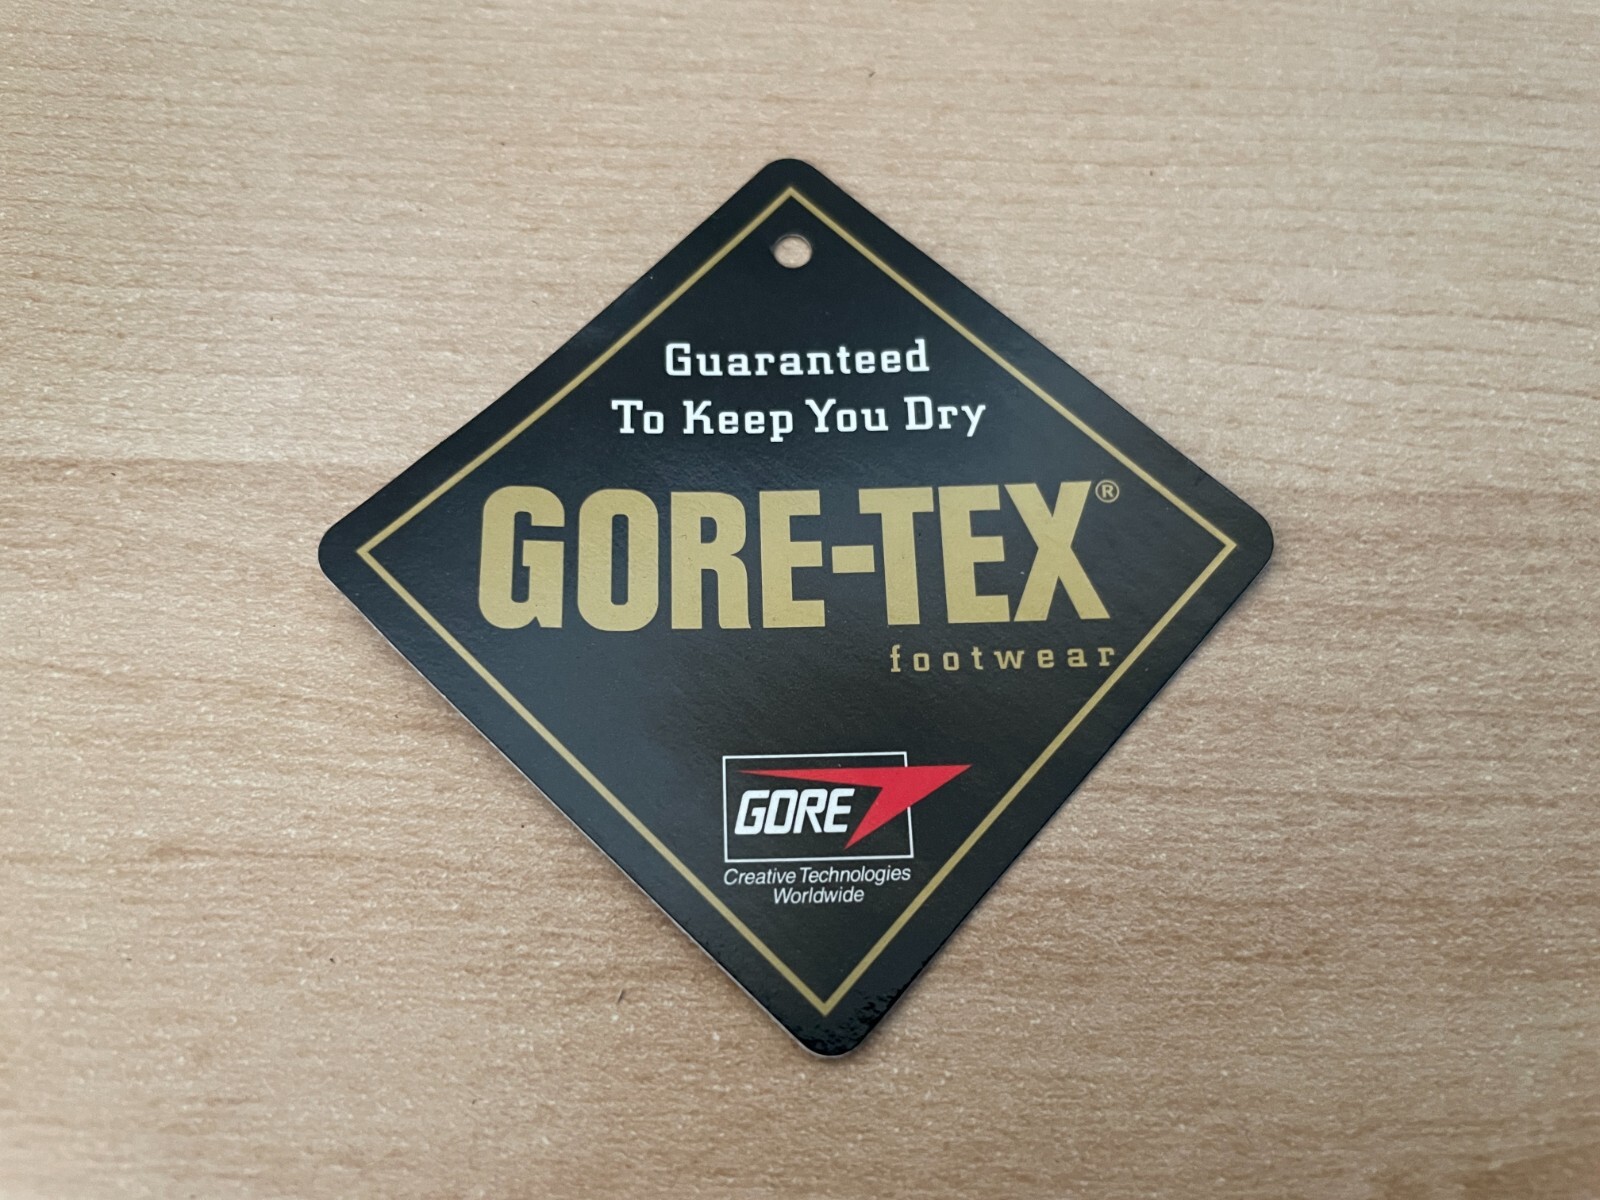 Guaranteed
To Keep You Dry
GORE-TEX®
footwear
GORE
Creative Technologies
Worldwide